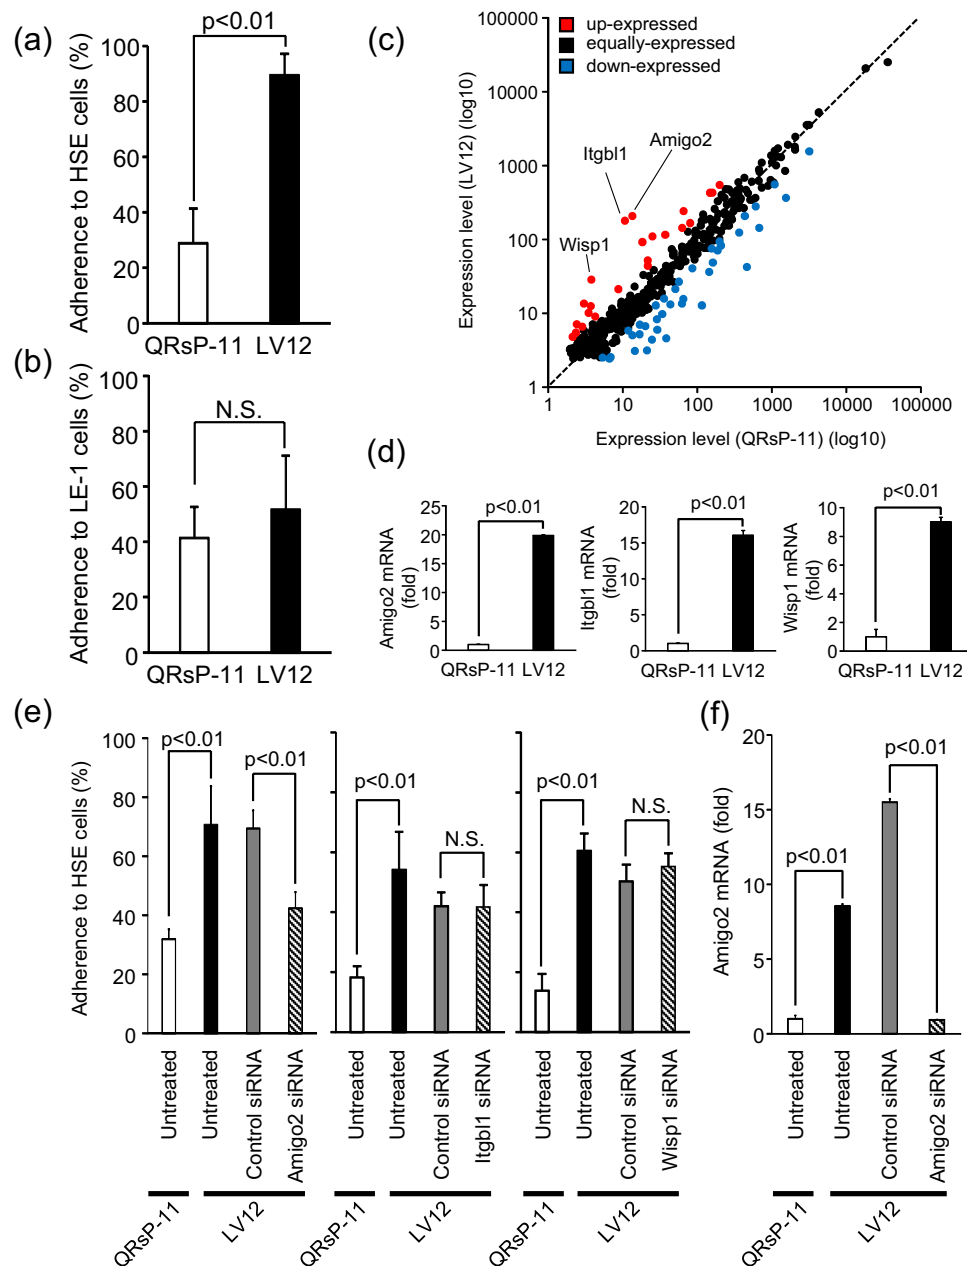 (a)
p<0.01
Adherence to HSE cells (%)
100
80
60
40
20
0
QRsP-11 LV12
(b)
Adherence to LE-1 cells (%)
100
80
60
40
20
0
N.S.
QRsP-11 LV12
(c)
up-expressed
equally-expressed
down-expressed
Expression level (LV12) (log10)
100000
10000
1000
100
10
1
Itgbl1
Amigo2
Wisp1
1 10 100 1000 10000 100000
Expression level (QRsP-11) (log10)
(d)
Amigo2 mRNA
(fold)
25
20
15
10
5
0
p<0.01
QRsP-11 LV12
Itgbl1 mRNA
(fold)
20
15
10
5
0
p<0.01
QRsP-11 LV12
Wisp1 mRNA
(fold)
10
8
6
4
2
0
p<0.01
QRsP-11 LV12
(e)
Adherence to HSE cells (%)
100
80
60
40
20
0
p<0.01
p<0.01
Untreated
Untreated
Control siRNA
Amigo2 siRNA
QRsP-11
LV12
p<0.01
N.S.
Untreated
Untreated
Control siRNA
Itgbl1 siRNA
QRsP-11
LV12
p<0.01
N.S.
Untreated
Untreated
Control siRNA
Wisp1 siRNA
QRsP-11
LV12
(f)
Amigo2 mRNA (fold)
20
15
10
5
0
p<0.01
p<0.01
Untreated
Untreated
Control siRNA
Amigo2 siRNA
QRsP-11
LV12